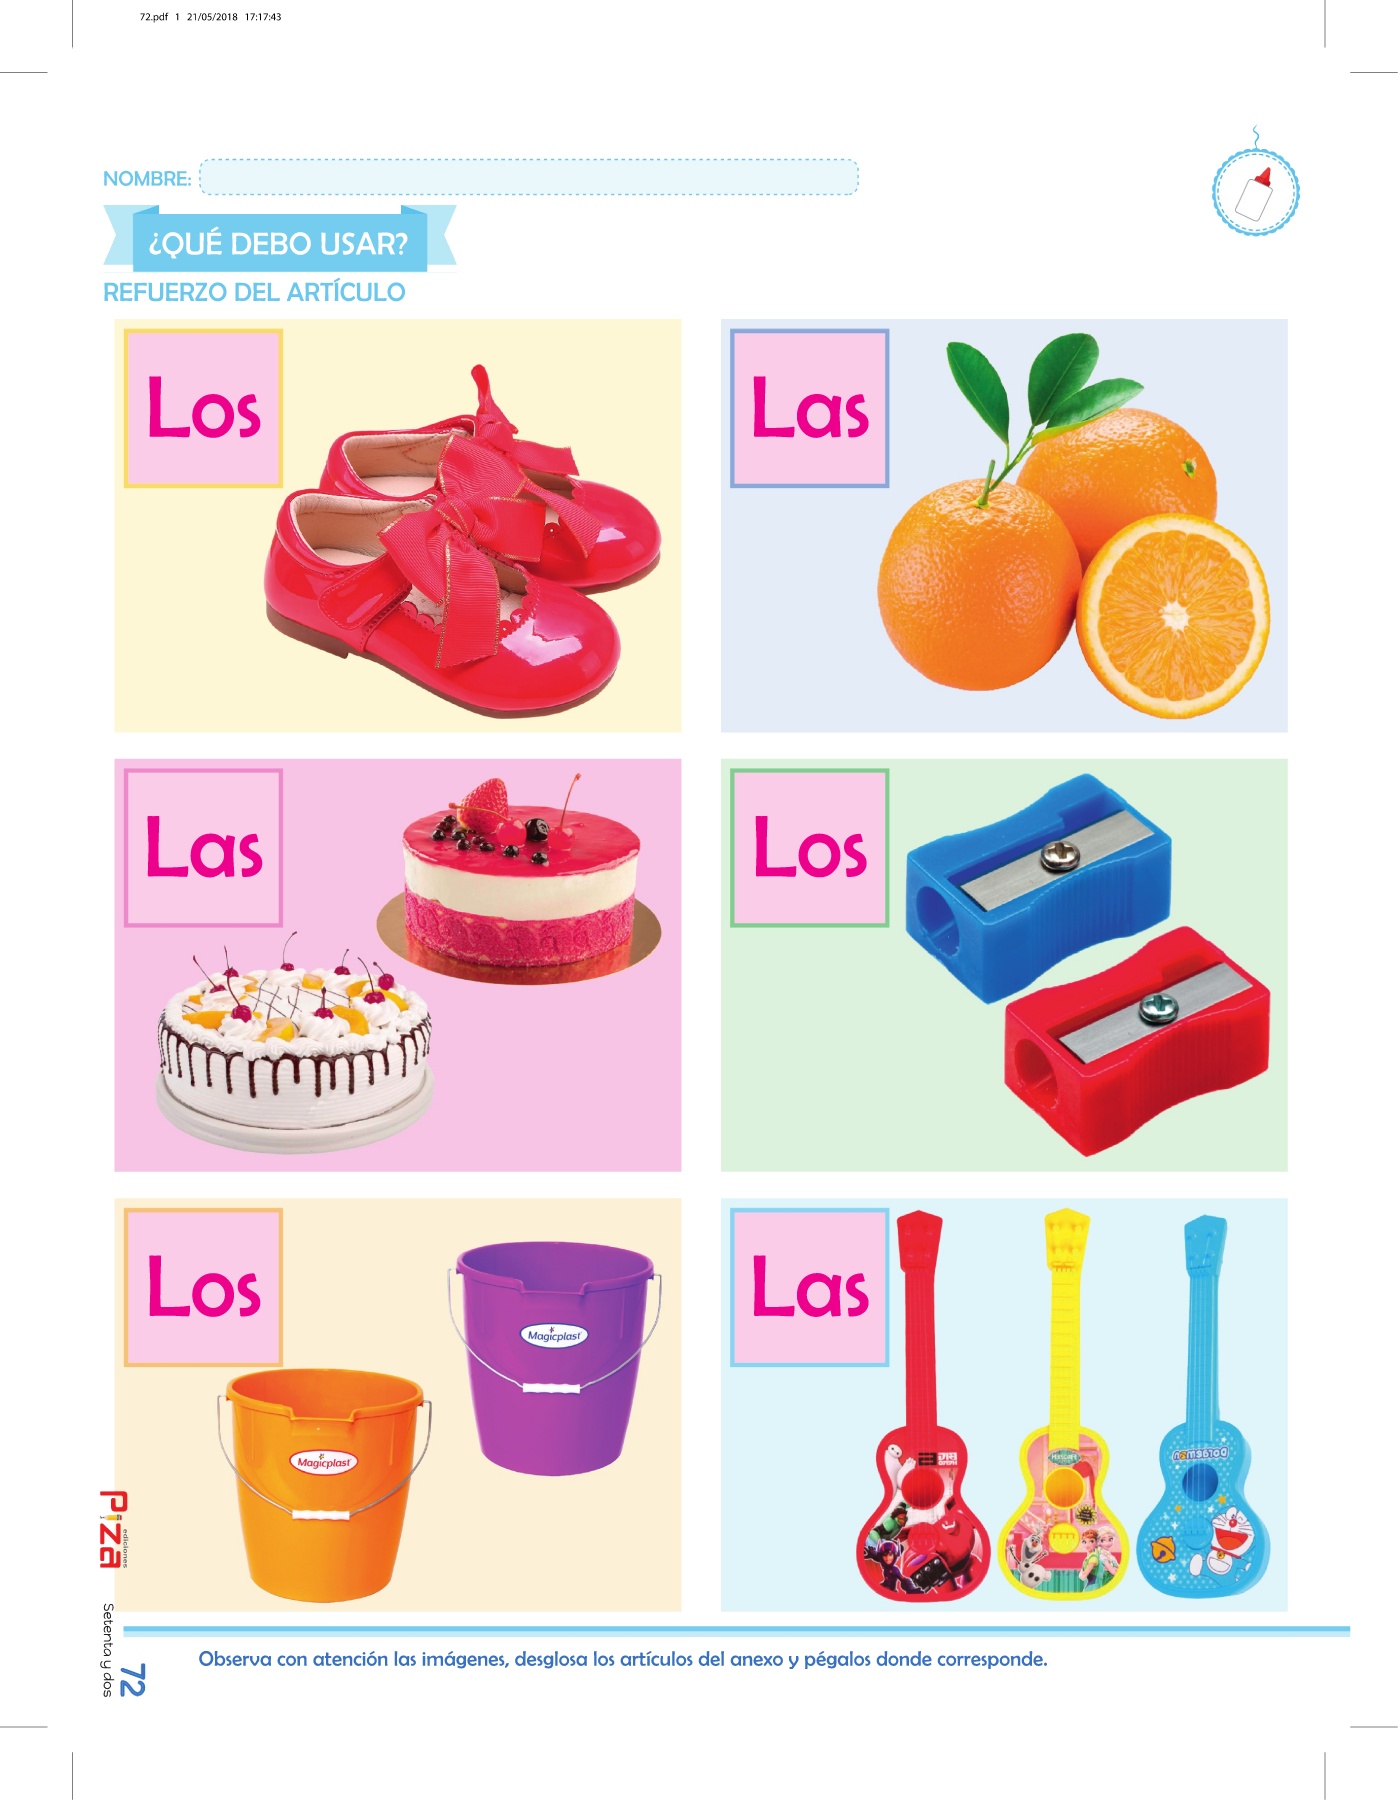 72.pdf 1 21/05/2018 17:17:43
NOMBRE:
¿QUÉ DEBO USAR?
REFUERZO DEL ARTÍCULO
Los
Las
Las
Los
Los
Magicplast
Magicplast
Las
Doraemon
Piza
ediciones
Setenta y dos
72
Observa con atención las imágenes, desglosa los artículos del anexo y pégalos donde corresponde.